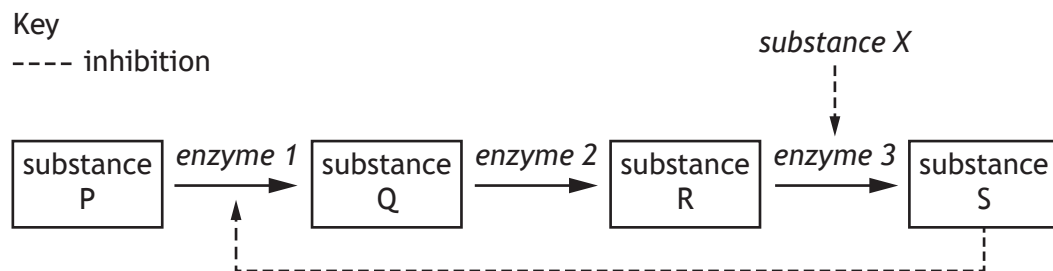 Key
---- inhibition
substance X
substance P
enzyme 1
substance Q
enzyme 2
substance R
enzyme 3
substance S